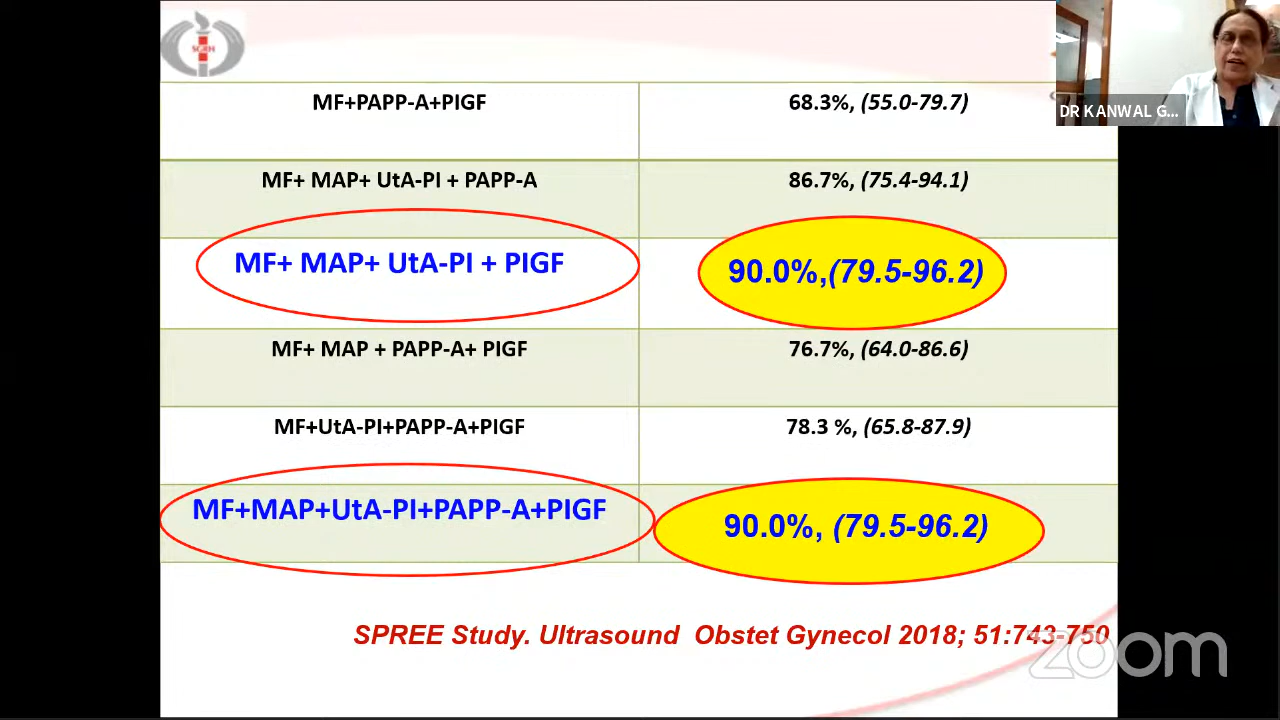 SGRH
DR KANWAL G...
MF+PAPP-A+PIGF 68.3%, (55.0-79.7)
MF+ MAP+ UtA-PI + PAPP-A 86.7%, (75.4-94.1)
MF+ MAP+ UtA-PI + PIGF 90.0%,(79.5-96.2)
MF+ MAP + PAPP-A+ PIGF 76.7%, (64.0-86.6)
MF+UtA-PI+PAPP-A+PIGF 78.3 %, (65.8-87.9)
MF+MAP+UtA-PI+PAPP-A+PIGF 90.0%, (79.5-96.2)
SPREE Study. Ultrasound Obstet Gynecol 2018; 51:743-750
zoom